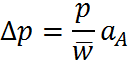 Δp = p/w̅ a_A